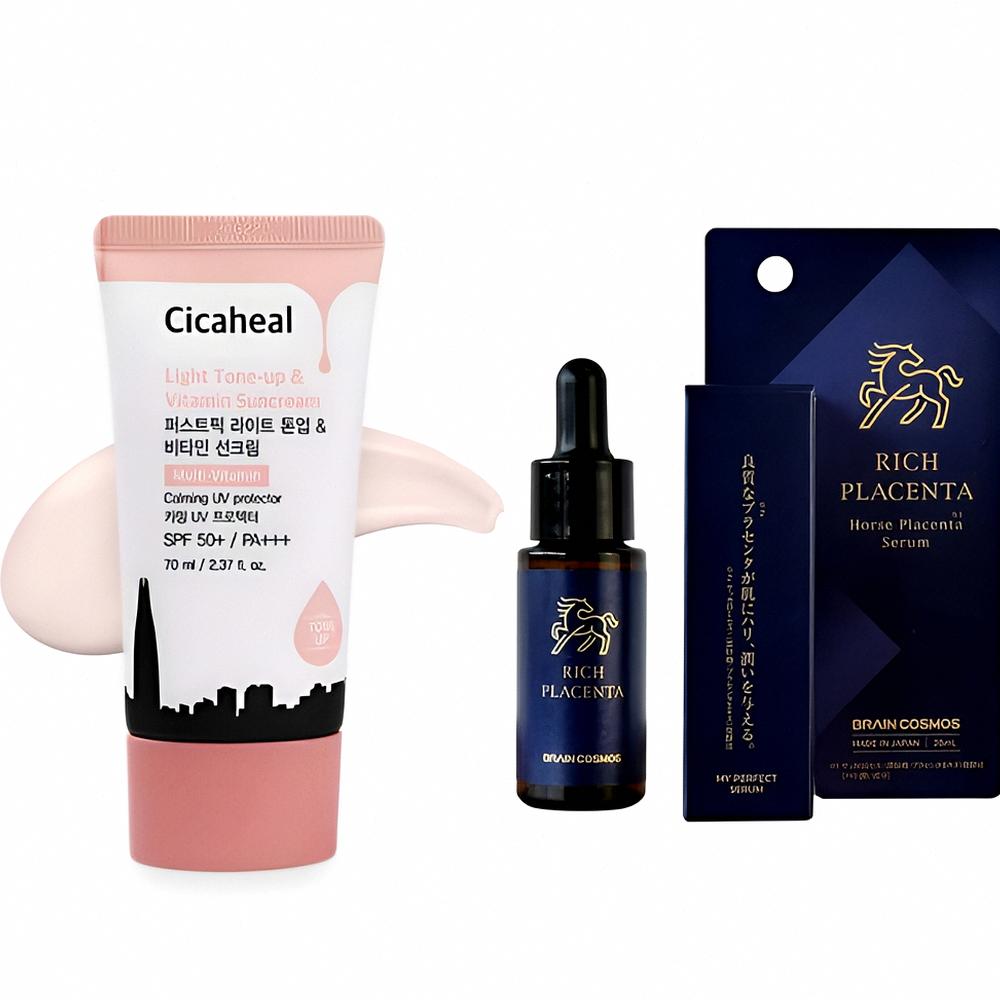 Cicaheal
Light Tone-up &
Vitamin Suncream
퍼스트픽 라이트 톤업 &
비타민 선크림
Multi-Vitamin
Calming UV protector
카밍 UV 프로텍터
SPF 50+ / PA+++
70 ml / 2.37 fl. oz.
TONE
UP
RICH
PLACENTA
BRAIN COSMOS
良質なプラセンタが肌にハリ、潤いを与える。
MY PERFECT
SERUM
RICH
PLACENTA
Horse Placenta
Serum
BRAIN COSMOS
MADE IN JAPAN | 20mL